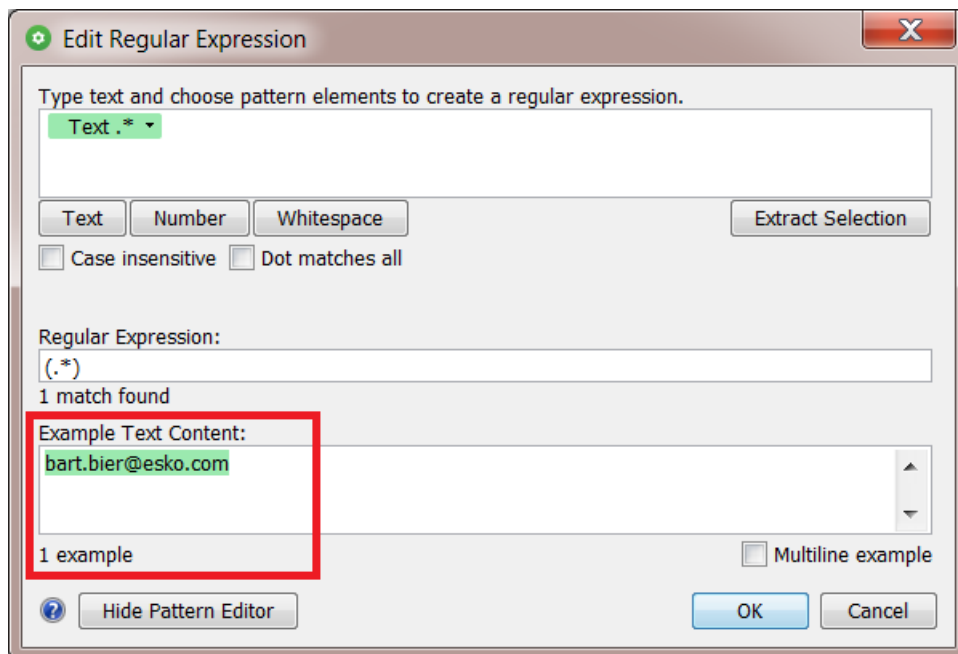 Edit Regular Expression
X
Type text and choose pattern elements to create a regular expression.
Text .*
Text Number Whitespace Extract Selection
Case insensitive Dot matches all
Regular Expression:
(.*)
1 match found
Example Text Content:
bart.bier@esko.com
1 example Multiline example
? Hide Pattern Editor OK Cancel